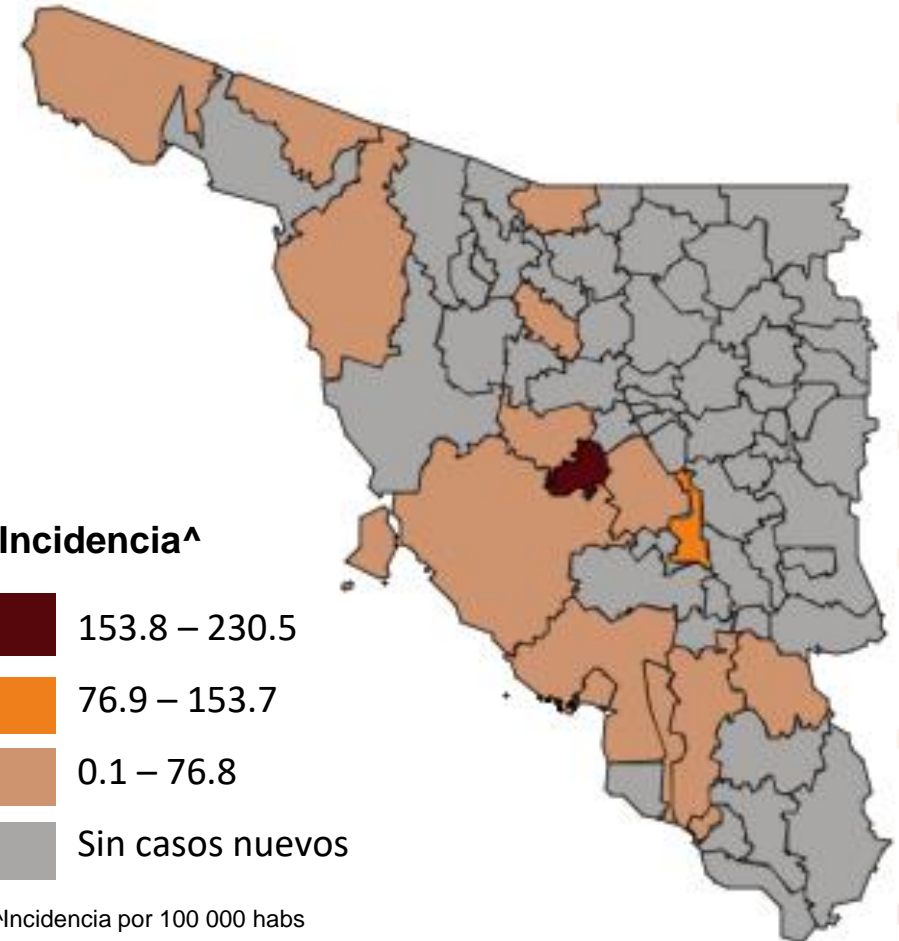 Incidencia^
153.8 – 230.5
76.9 – 153.7
0.1 – 76.8
Sin casos nuevos
^Incidencia por 100 000 habs